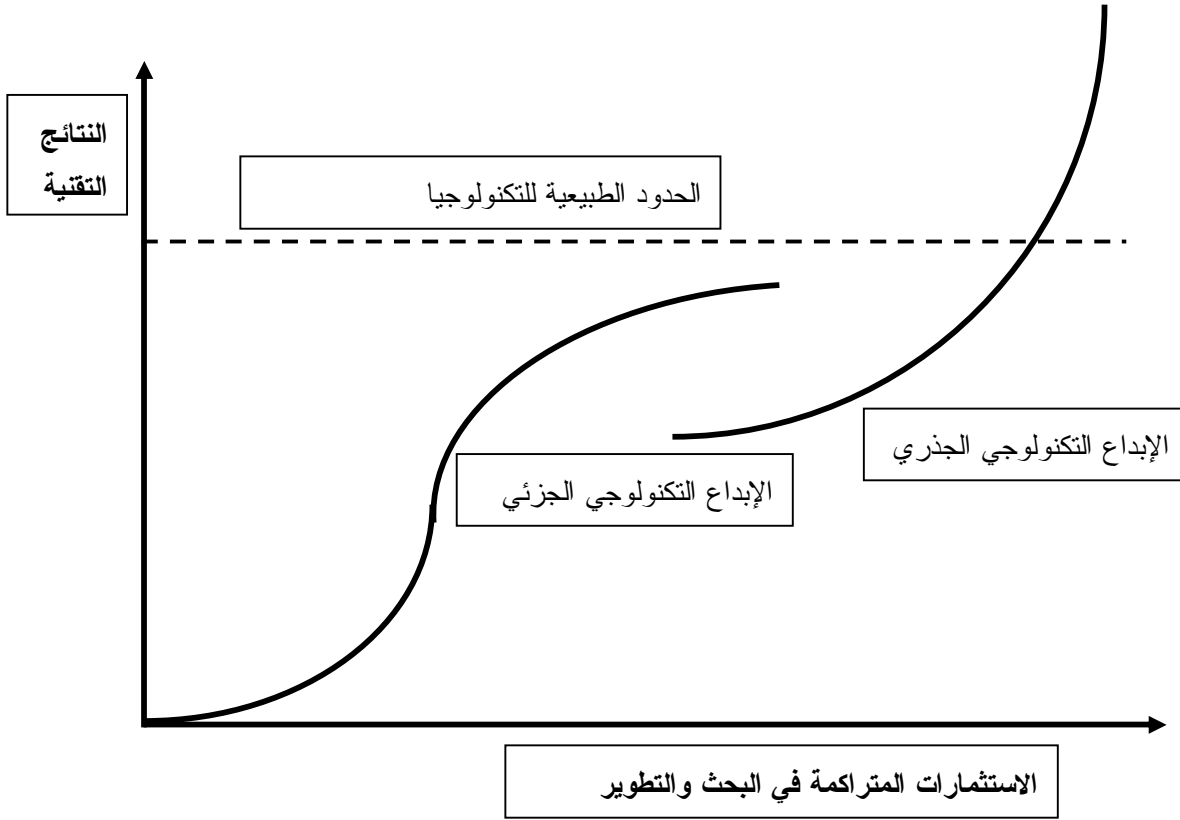 النتائج
التقنية
الحدود الطبيعية للتكنولوجيا
الإبداع التكنولوجي الجذري
الإبداع التكنولوجي الجزئي
الاستثمارات المتراكمة في البحث والتطوير